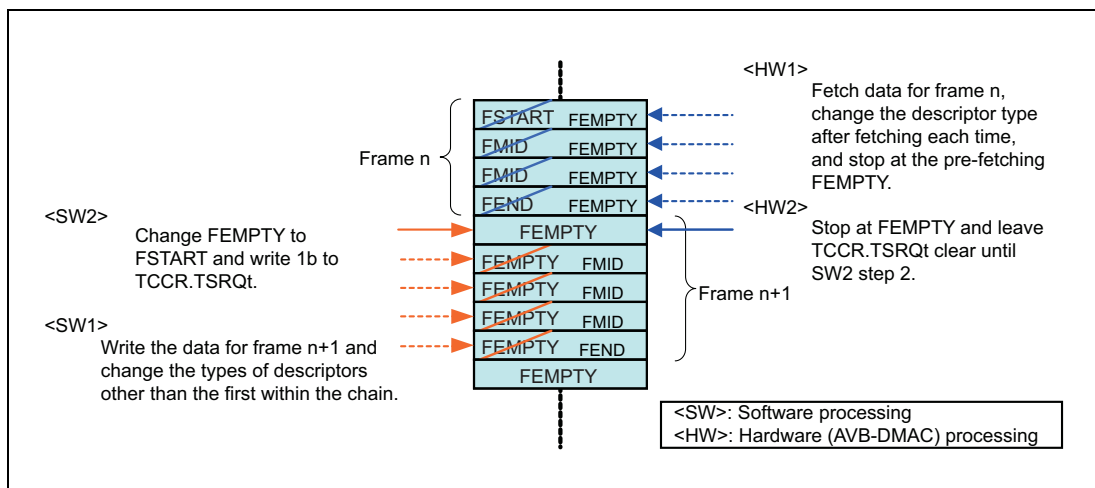 <HW1>
Fetch data for frame n,
change the descriptor type
after fetching each time,
and stop at the pre-fetching
FEMPTY.
Frame n
FSTART FEMPTY
FMID FEMPTY
FMID FEMPTY
FEND FEMPTY
<HW2>
Stop at FEMPTY and leave
TCCR.TSRQt clear until
SW2 step 2.
<SW2>
Change FEMPTY to
FSTART and write 1b to
TCCR.TSRQt.
FEMPTY
FEMPTY FMID
FEMPTY FMID
FEMPTY FMID
FEMPTY FEND
FEMPTY
Frame n+1
<SW1>
Write the data for frame n+1 and
change the types of descriptors
other than the first within the chain.
<SW>: Software processing
<HW>: Hardware (AVB-DMAC) processing